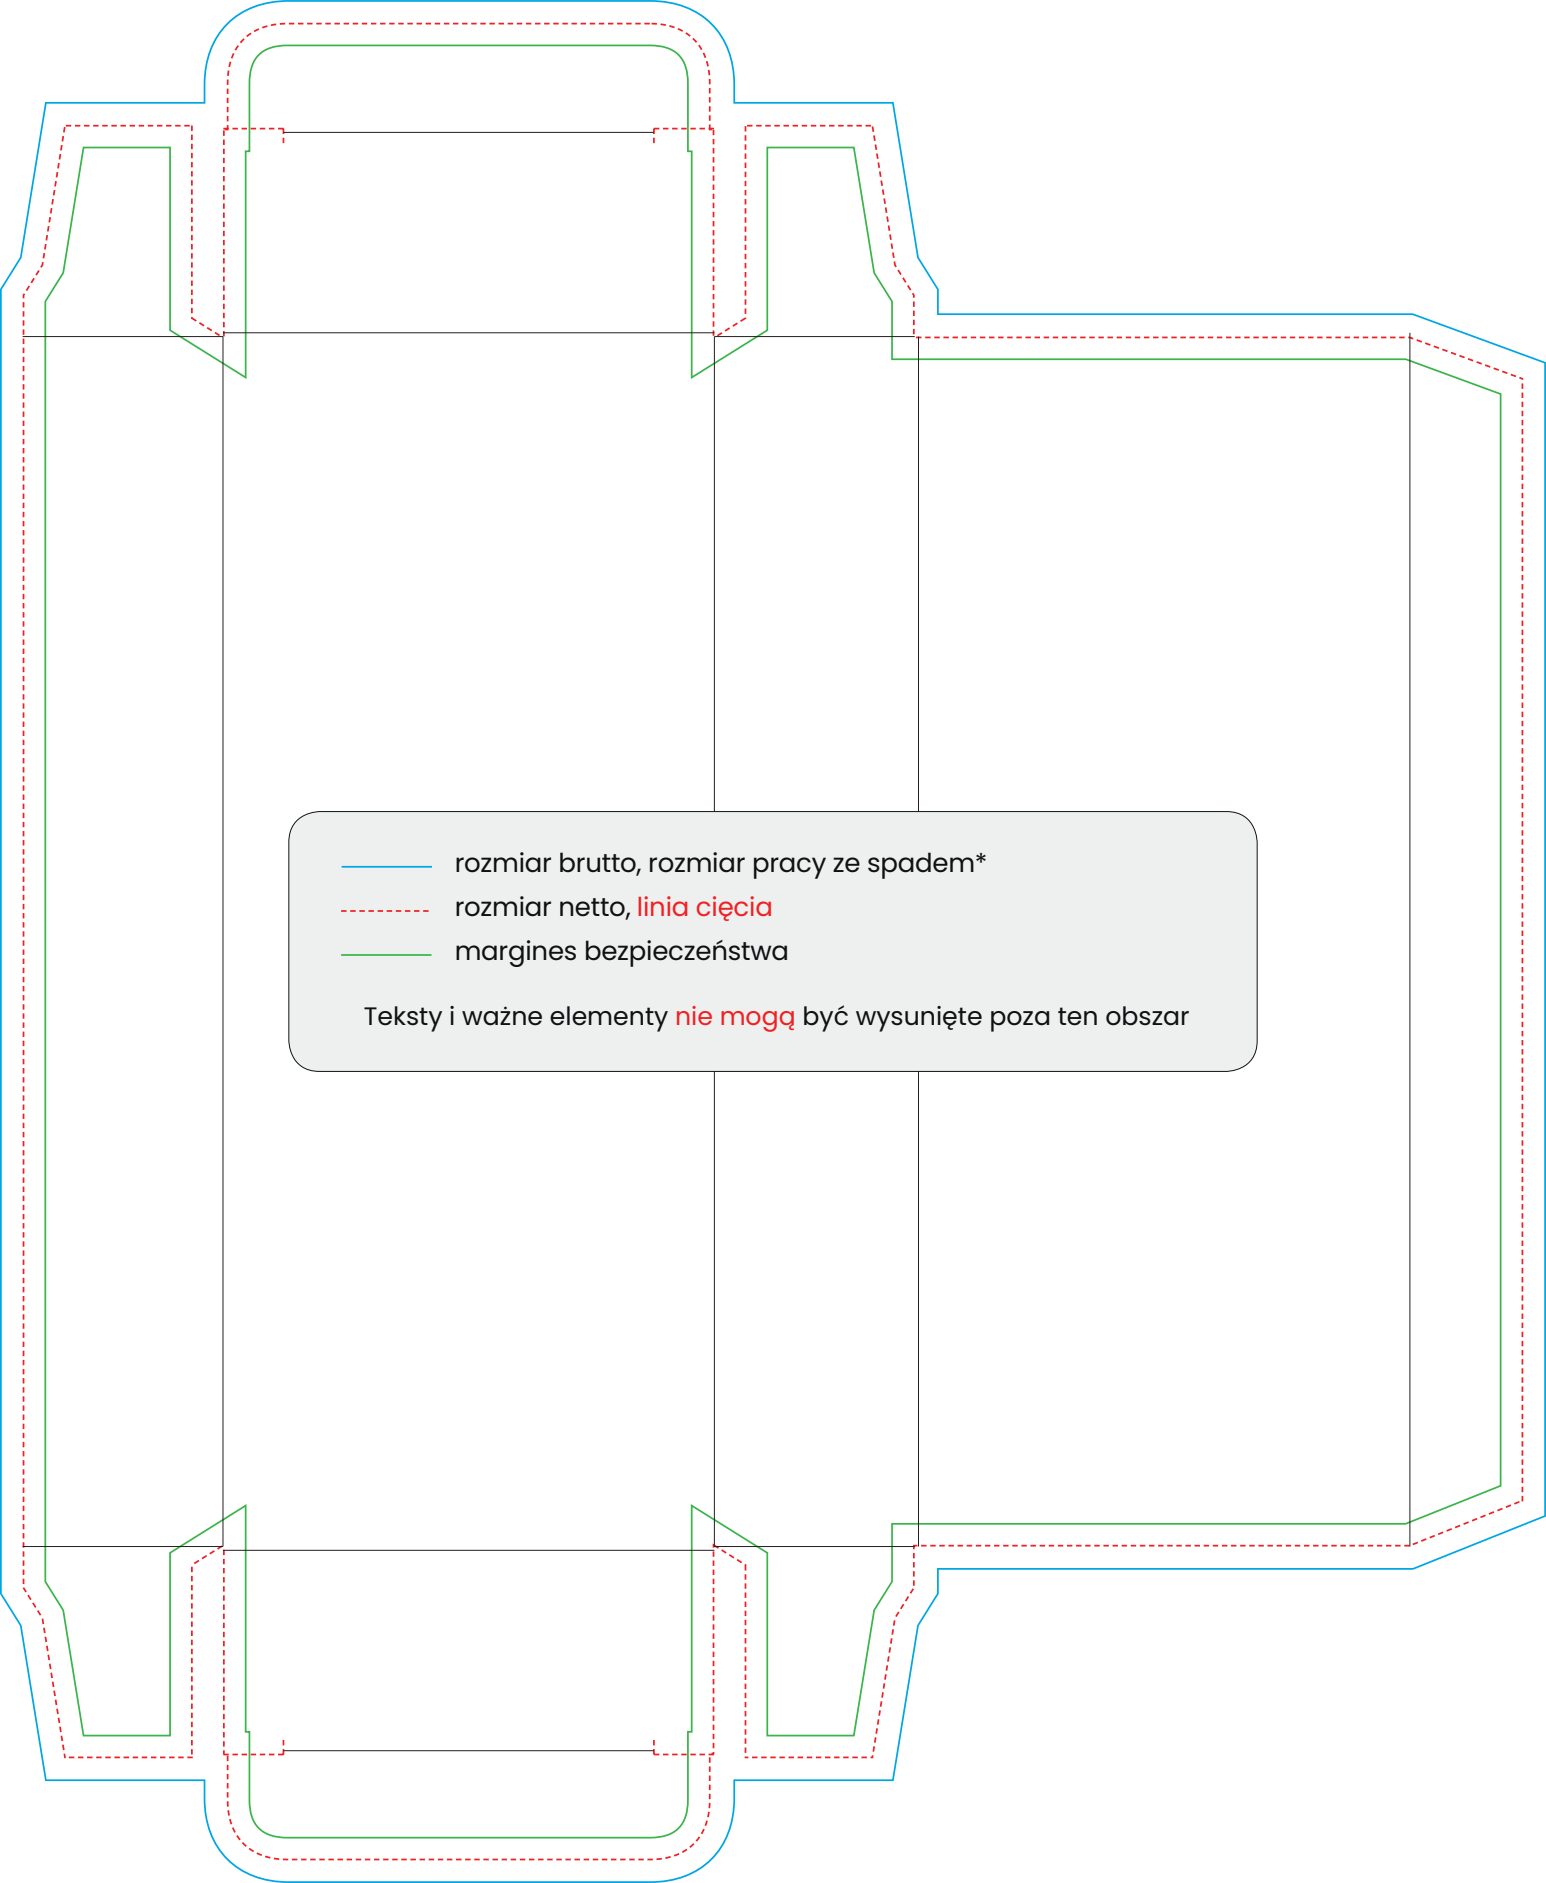 rozmiar brutto, rozmiar pracy ze spadem*
rozmiar netto, linia cięcia
margines bezpieczeństwa
Teksty i ważne elementy nie mogą być wysunięte poza ten obszar